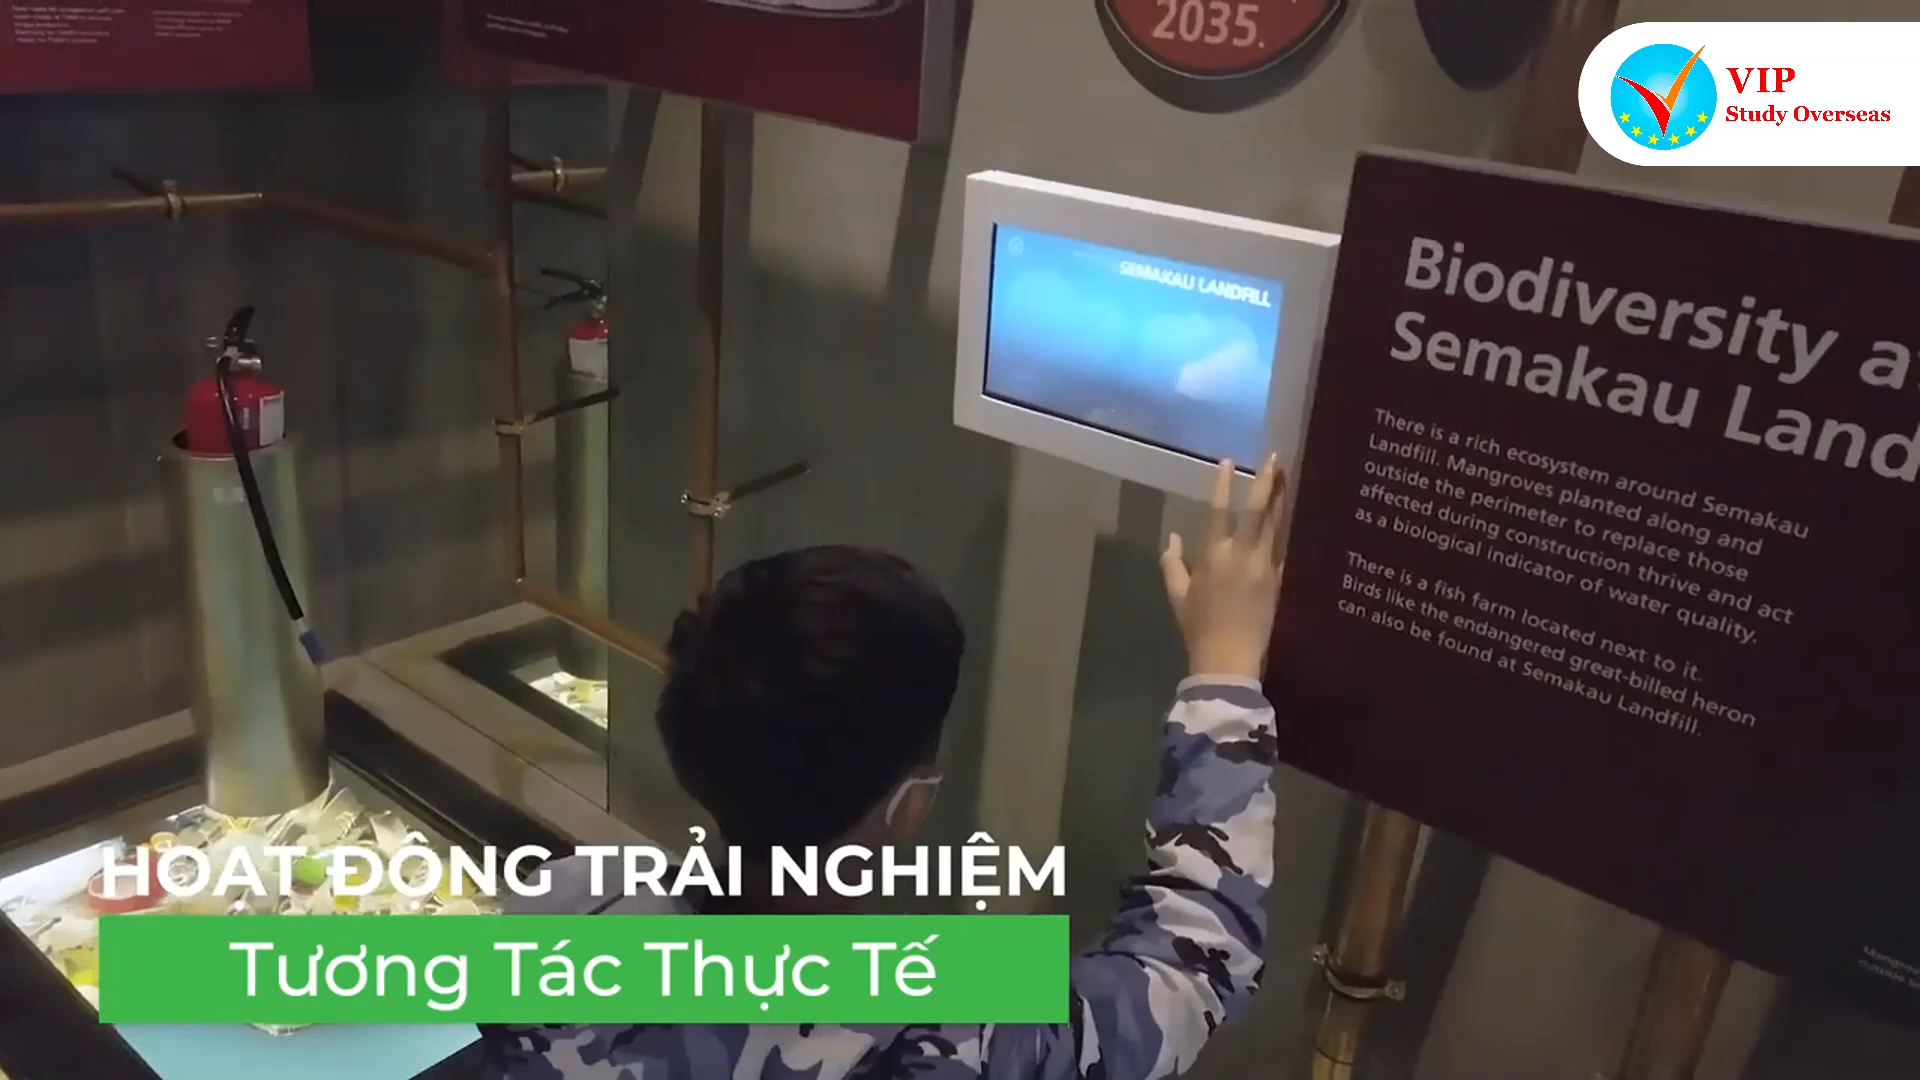 2035.
VIP
Study Overseas
SEMAKAU LANDFILL
Biodiversity at
Semakau Land
There is a rich ecosystem around Semakau
Landfill. Mangroves planted along and
outside the perimeter to replace those
affected during construction thrive and act
as a biological indicator of water quality.
There is a fish farm located next to it.
Birds like the endangered great-billed heron
can also be found at Semakau Landfill.
HOẠT ĐỘNG TRẢI NGHIỆM
Tương Tác Thực Tế